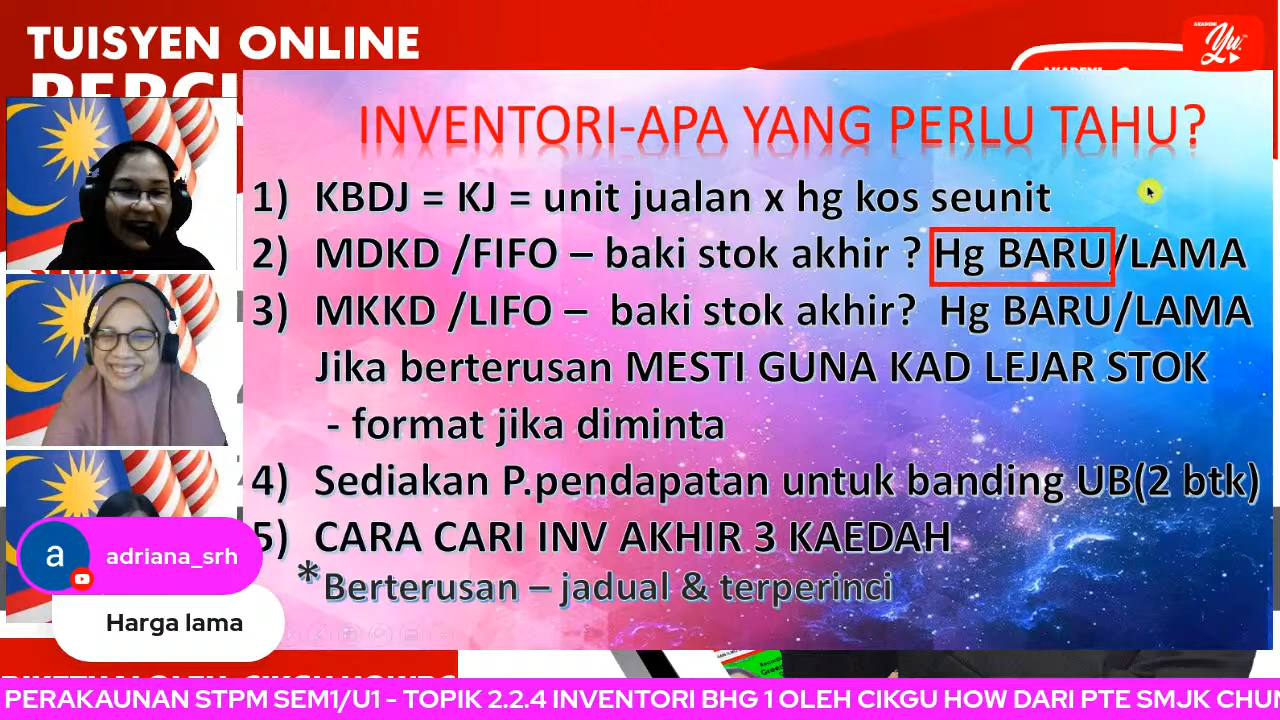 TUISYEN ONLINE
AKADEMI
Yu
INVENTORI-APA YANG PERLU TAHU?
1) KBDJ = KJ = unit jualan x hg kos seunit
2) MDKD /FIFO – baki stok akhir ? Hg BARU/LAMA
3) MKKD /LIFO – baki stok akhir? Hg BARU/LAMA
Jika berterusan MESTI GUNA KAD LEJAR STOK
- format jika diminta
4) Sediakan P.pendapatan untuk banding UB(2 btk)
5) CARA CARI INV AKHIR 3 KAEDAH
*Berterusan – jadual & terperinci
a adriana_srh
Harga lama
PERAKAUNAN STPM SEM1/U1 - TOPIK 2.2.4 INVENTORI BHG 1 OLEH CIKGU HOW DARI PTE SMJK CHUN